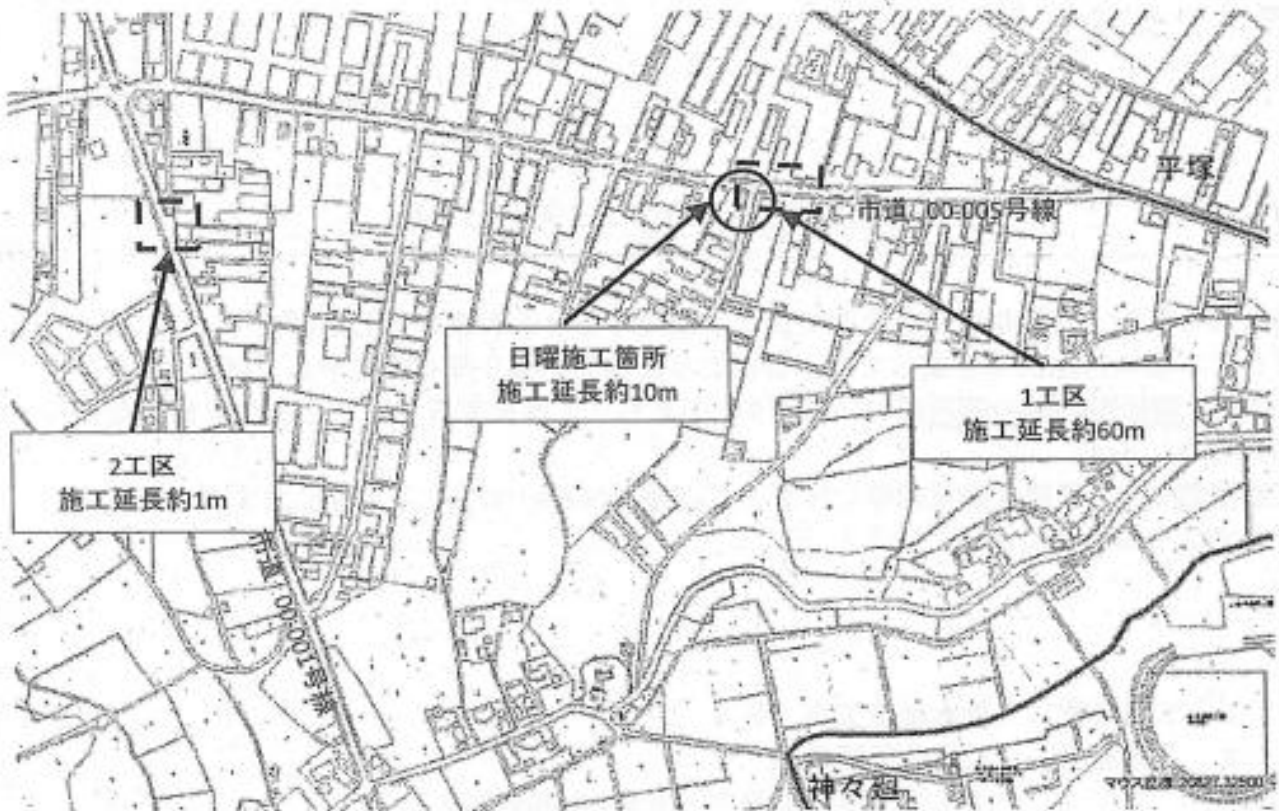 平塚
市道 00-005号線
日曜施工箇所
施工延長約10m
1工区
施工延長約60m
2工区
施工延長約1m
市道 00-001号線
神々廻